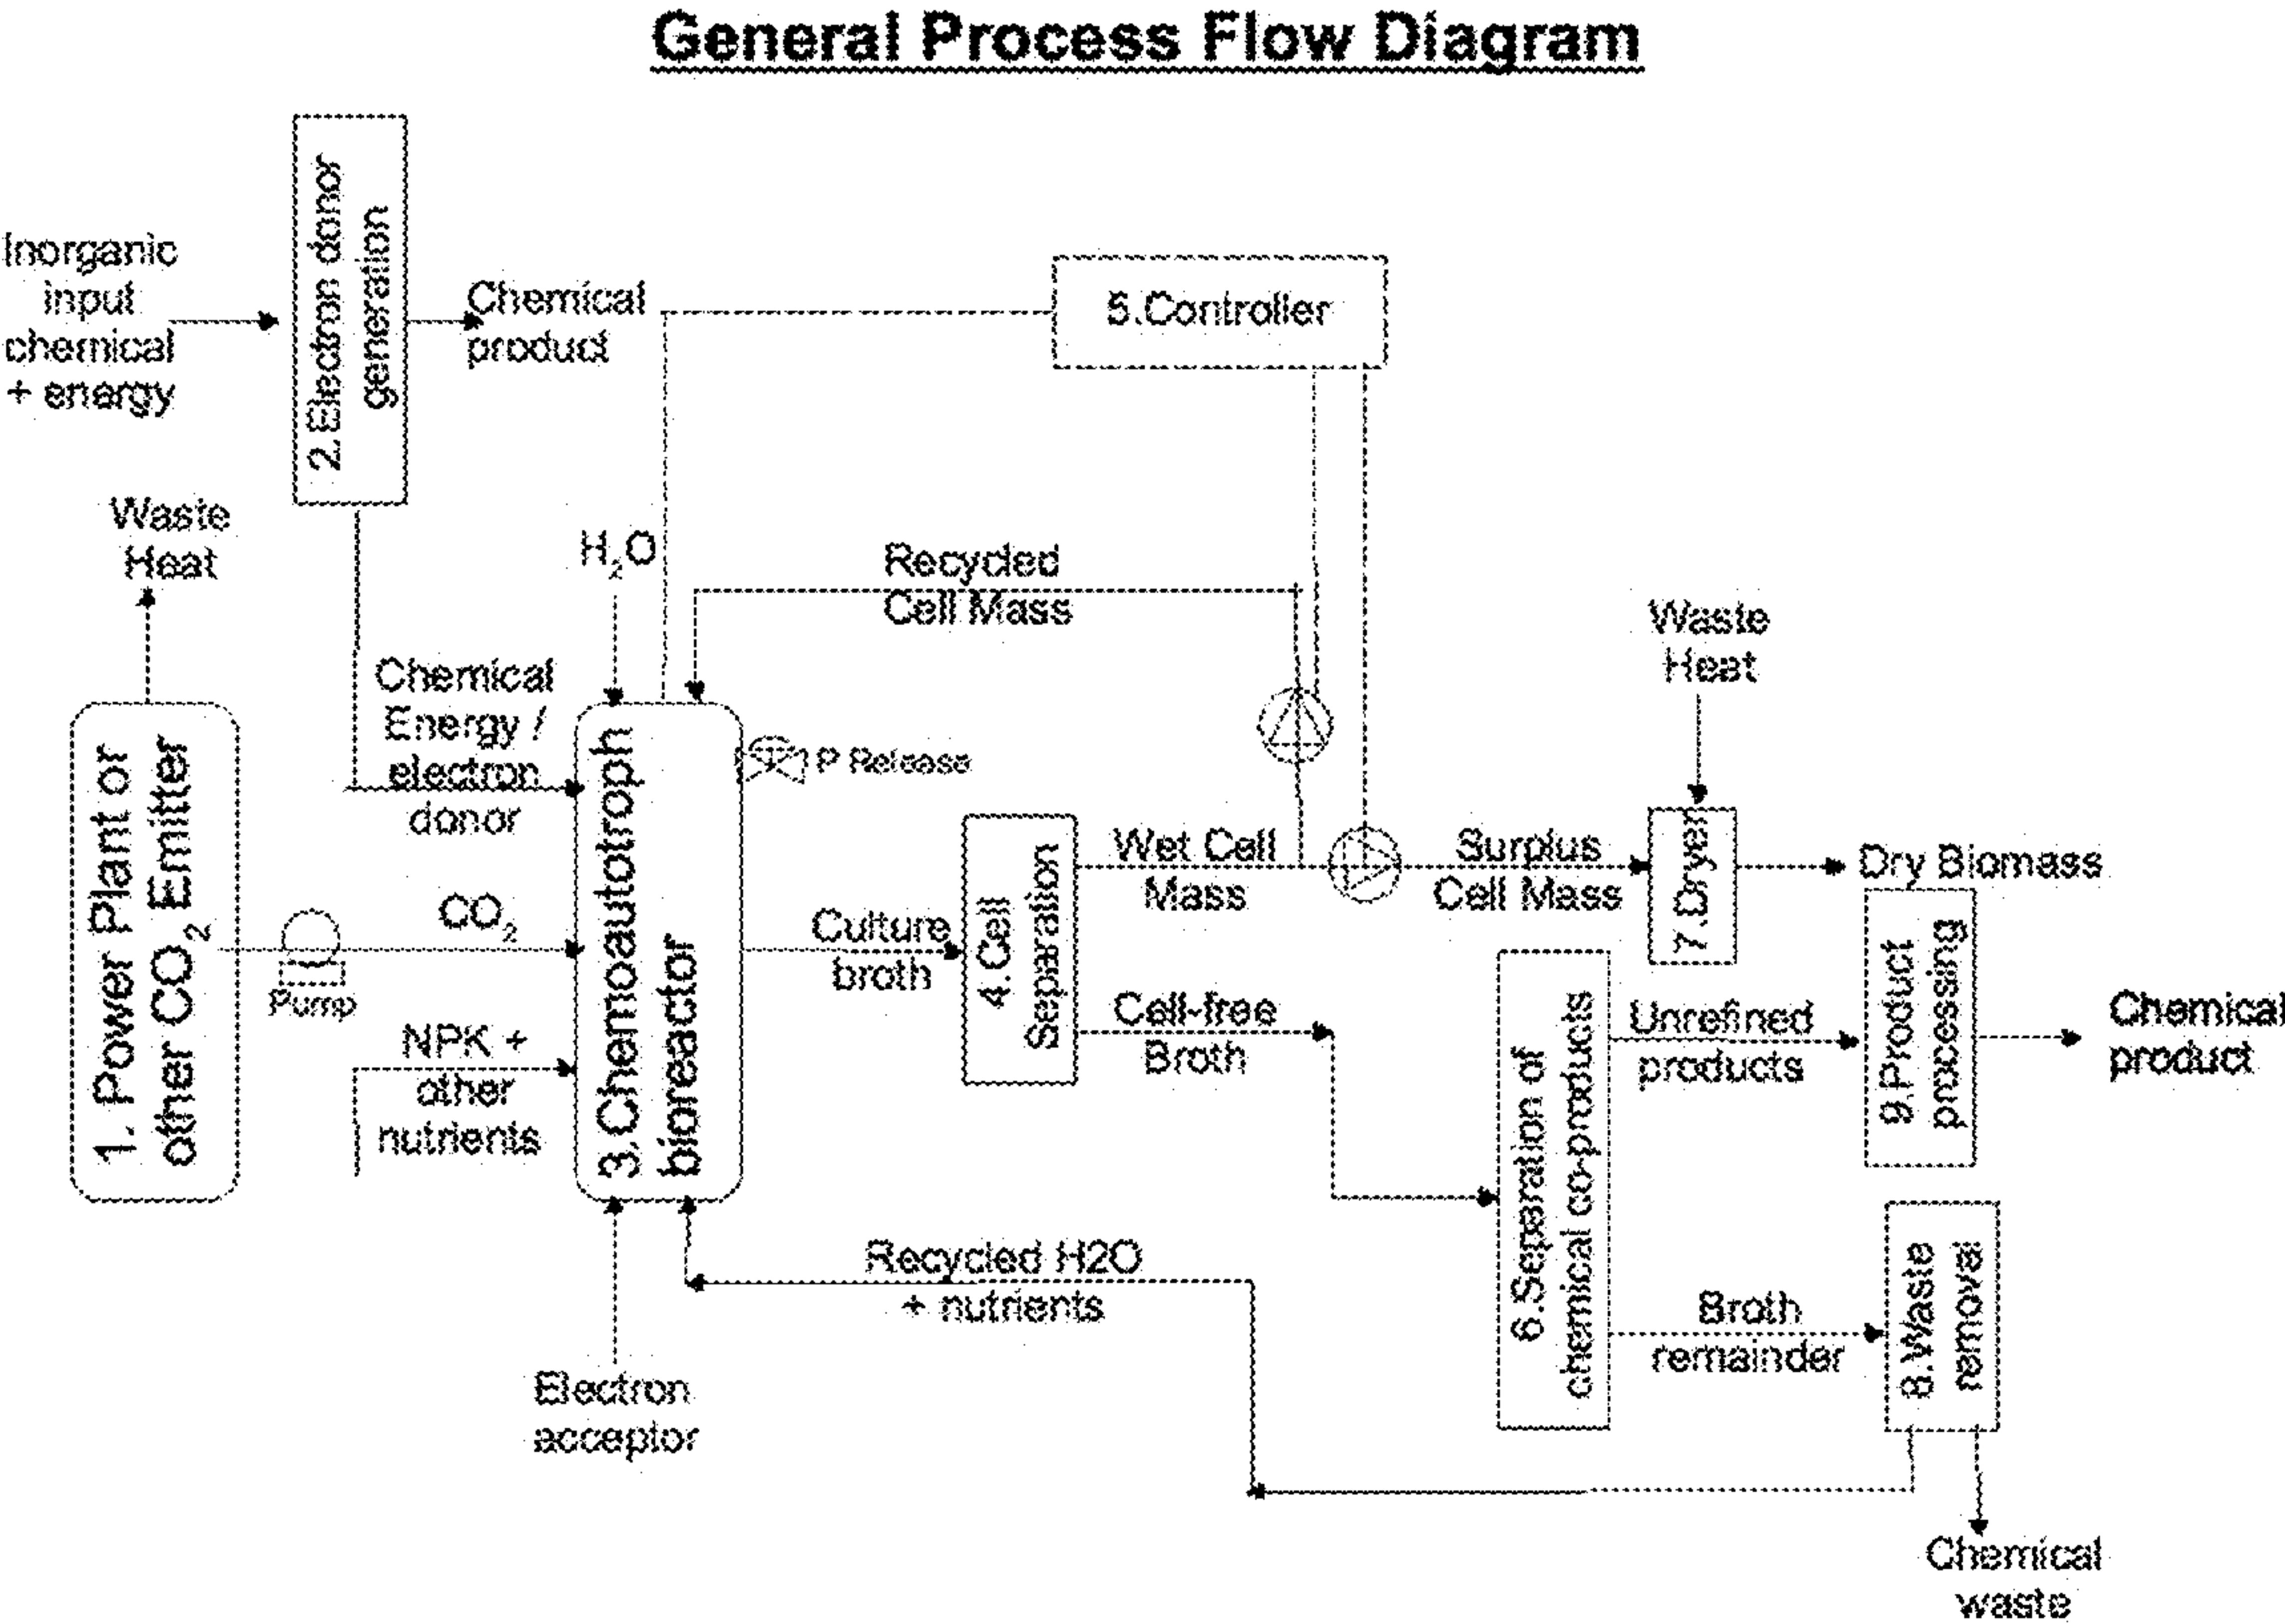 General Process Flow Diagram
Inorganic
input
chemical
+ energy
2.Electron donor
generation
Chemical
product
5.Controller
Waste
Heat
H₂O
Recycled
Cell Mass
Waste
Heat
Chemical
Energy /
electron
donor
1. Power Plant or
other CO₂ Emitter
Pump
CO₂
NPK +
other
nutrients
3.Chemoautotroph
bioreactor
P Release
Culture
broth
4.Cell
Separation
Wet Cell
Mass
Surplus
Cell Mass
7.Dryer
Dry Biomass
Cell-free
Broth
6.Separation of
chemical co-products
Unrefined
products
9.Product
processing
Chemical
product
Recycled H2O
+ nutrients
Broth
remainder
8.Waste
removal
Electron
acceptor
Chemical
waste